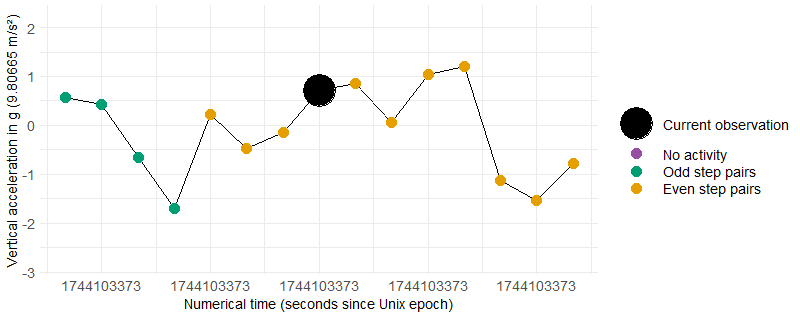 Vertical acceleration in g (9.80665 m/s²)
2
1
0
-1
-2
-3
1744103373 1744103373 1744103373 1744103373 1744103373
Numerical time (seconds since Unix epoch)
Current observation
No activity
Odd step pairs
Even step pairs